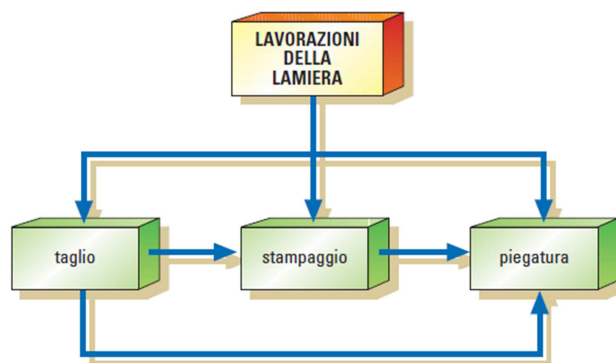 LAVORAZIONI
DELLA
LAMIERA
taglio
stampaggio
piegatura